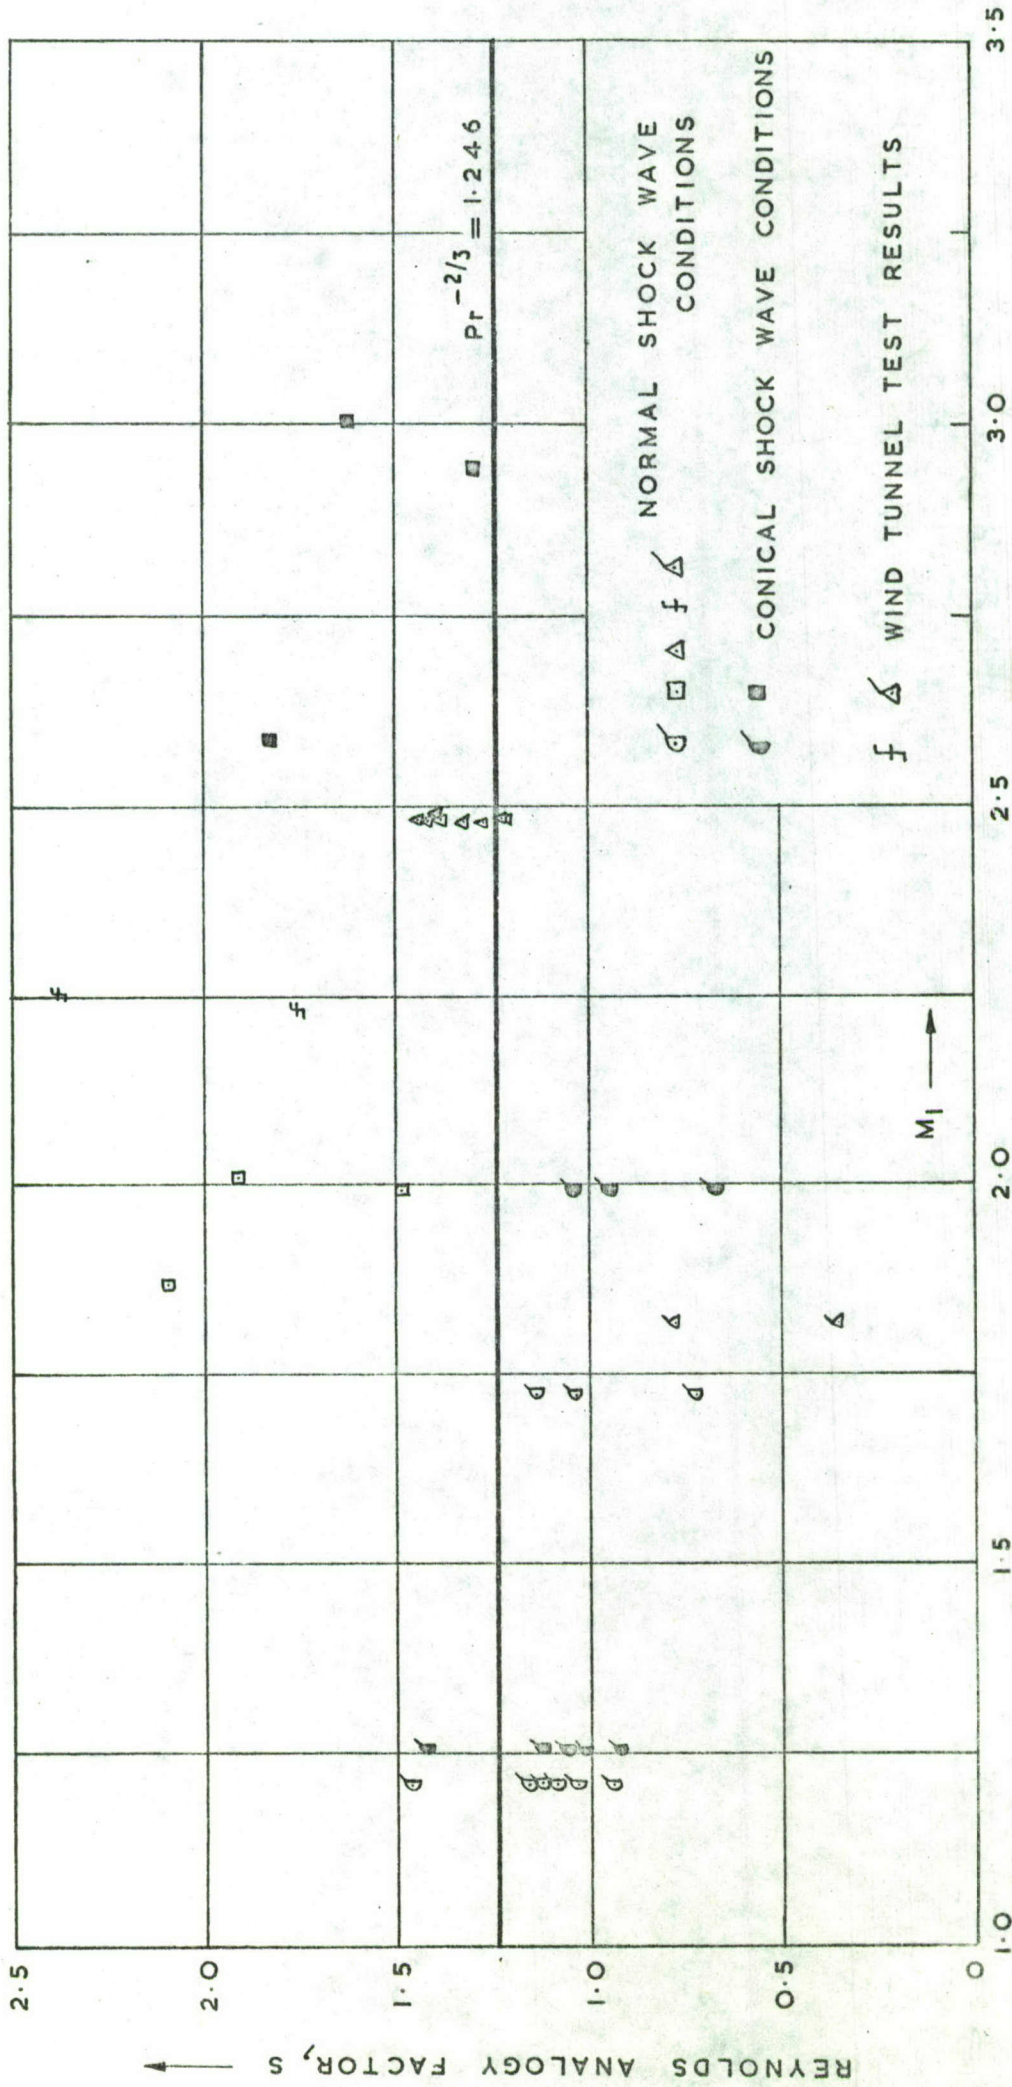 2.5
2.0
1.5
1.0
0.5
0
REYNOLDS ANALOGY FACTOR, S
1.0
1.5
2.0
2.5
3.0
3.5
M1
Pr -2/3 = 1.246
NORMAL SHOCK WAVE
CONDITIONS
CONICAL SHOCK WAVE CONDITIONS
WIND TUNNEL TEST RESULTS